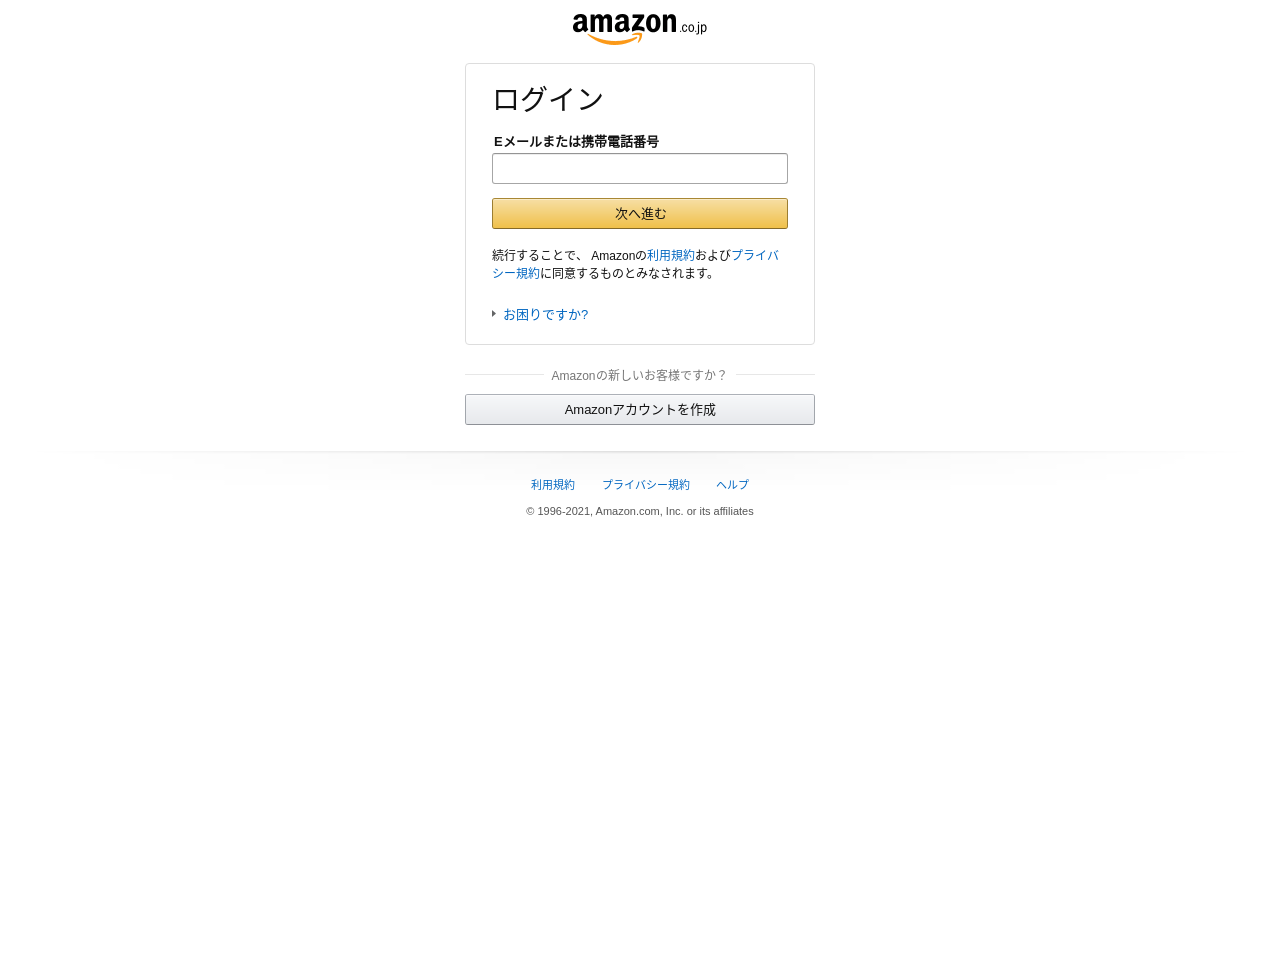 amazon.co.jp
ログイン
Eメールまたは携帯電話番号
次へ進む
続行することで、 Amazonの利用規約およびプライバ
シー規約に同意するものとみなされます。
お困りですか?
Amazonの新しいお客様ですか？
Amazonアカウントを作成
利用規約 プライバシー規約 ヘルプ
© 1996-2021, Amazon.com, Inc. or its affiliates